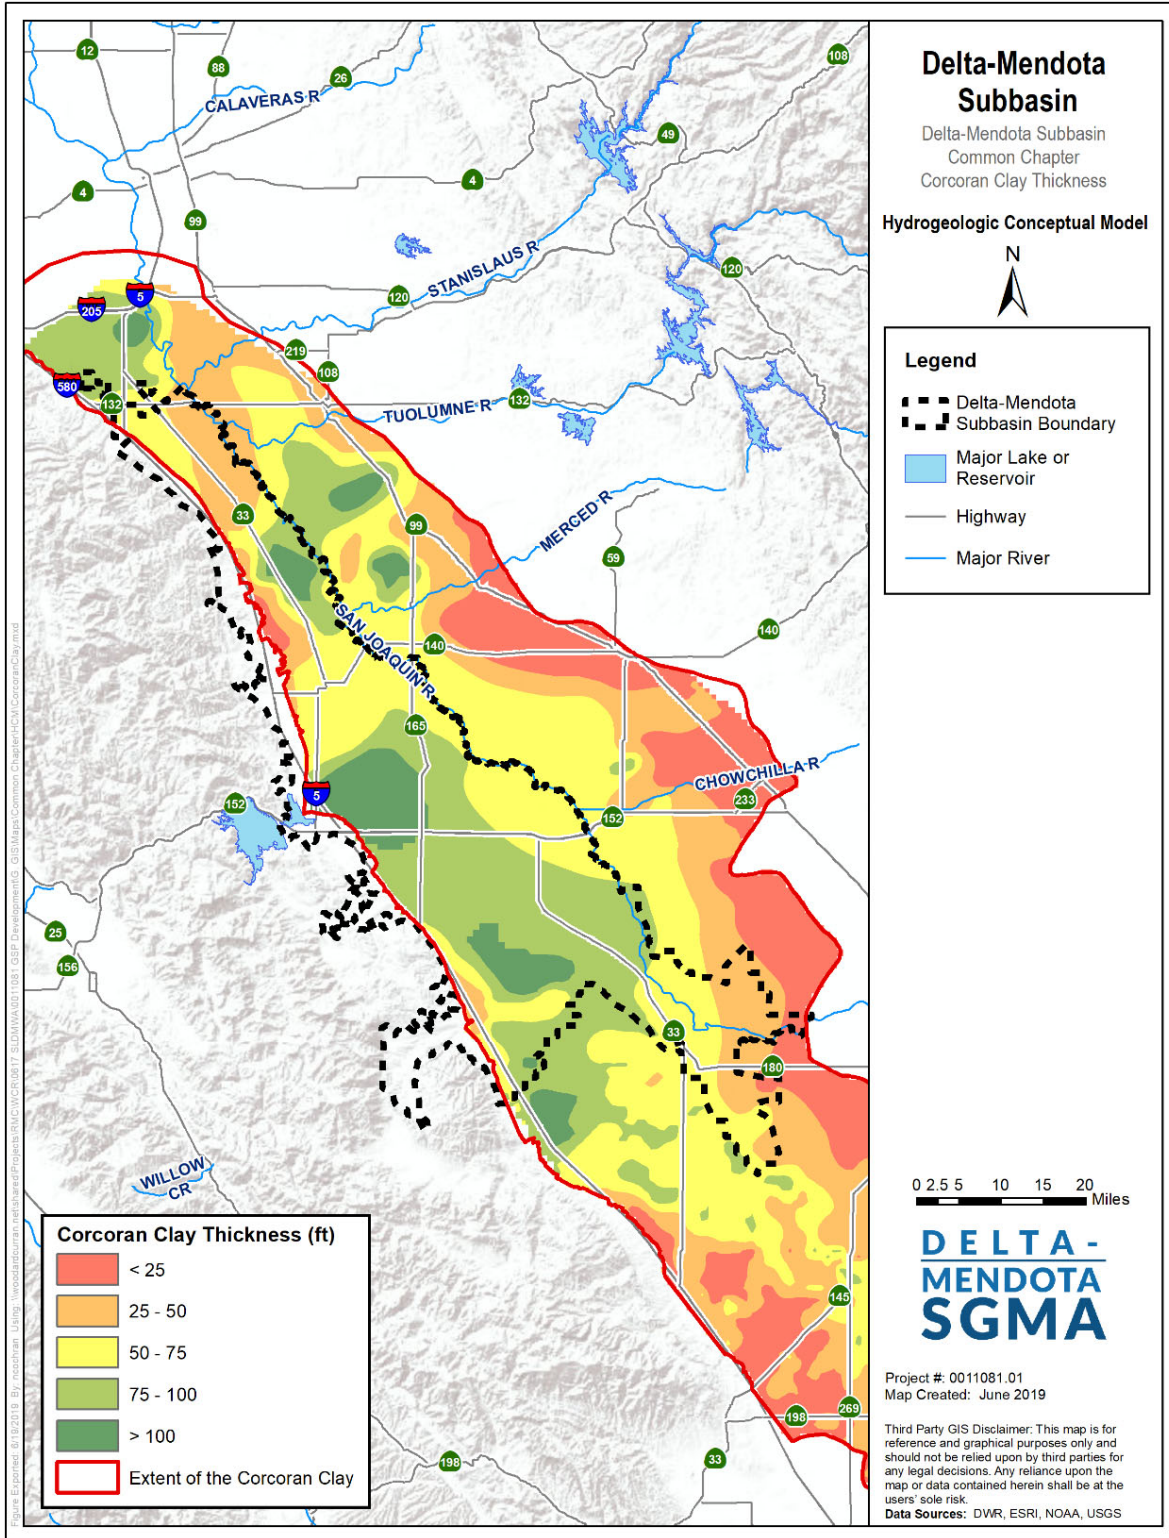 Delta-Mendota
Subbasin
Delta-Mendota Subbasin
Common Chapter
Corcoran Clay Thickness
Hydrogeologic Conceptual Model
N
Legend
Delta-Mendota
Subbasin Boundary
Major Lake or
Reservoir
Highway
Major River
0 2.5 5 10 15 20
Miles
DELTA-
MENDOTA
SGMA
Project #: 0011081.01
Map Created: June 2019
Third Party GIS Disclaimer: This map is for
reference and graphical purposes only and
should not be relied upon by third parties for
any legal decisions. Any reliance upon the
map or data contained herein shall be at the
users' sole risk.
Data Sources: DWR, ESRI, NOAA, USGS
12
88
26
108
CALAVERAS R
49
4
4
99
STANISLAUS R
120
120
5
205
219
108
580
132
TUOLUMNE R
132
33
99
MERCED R
59
SAN JOAQUIN R
140
140
165
CHOWCHILLA R
5
152
152
233
25
156
33
180
WILLOW
CR
145
198
269
198
33
Corcoran Clay Thickness (ft)
< 25
25 - 50
50 - 75
75 - 100
> 100
Extent of the Corcoran Clay